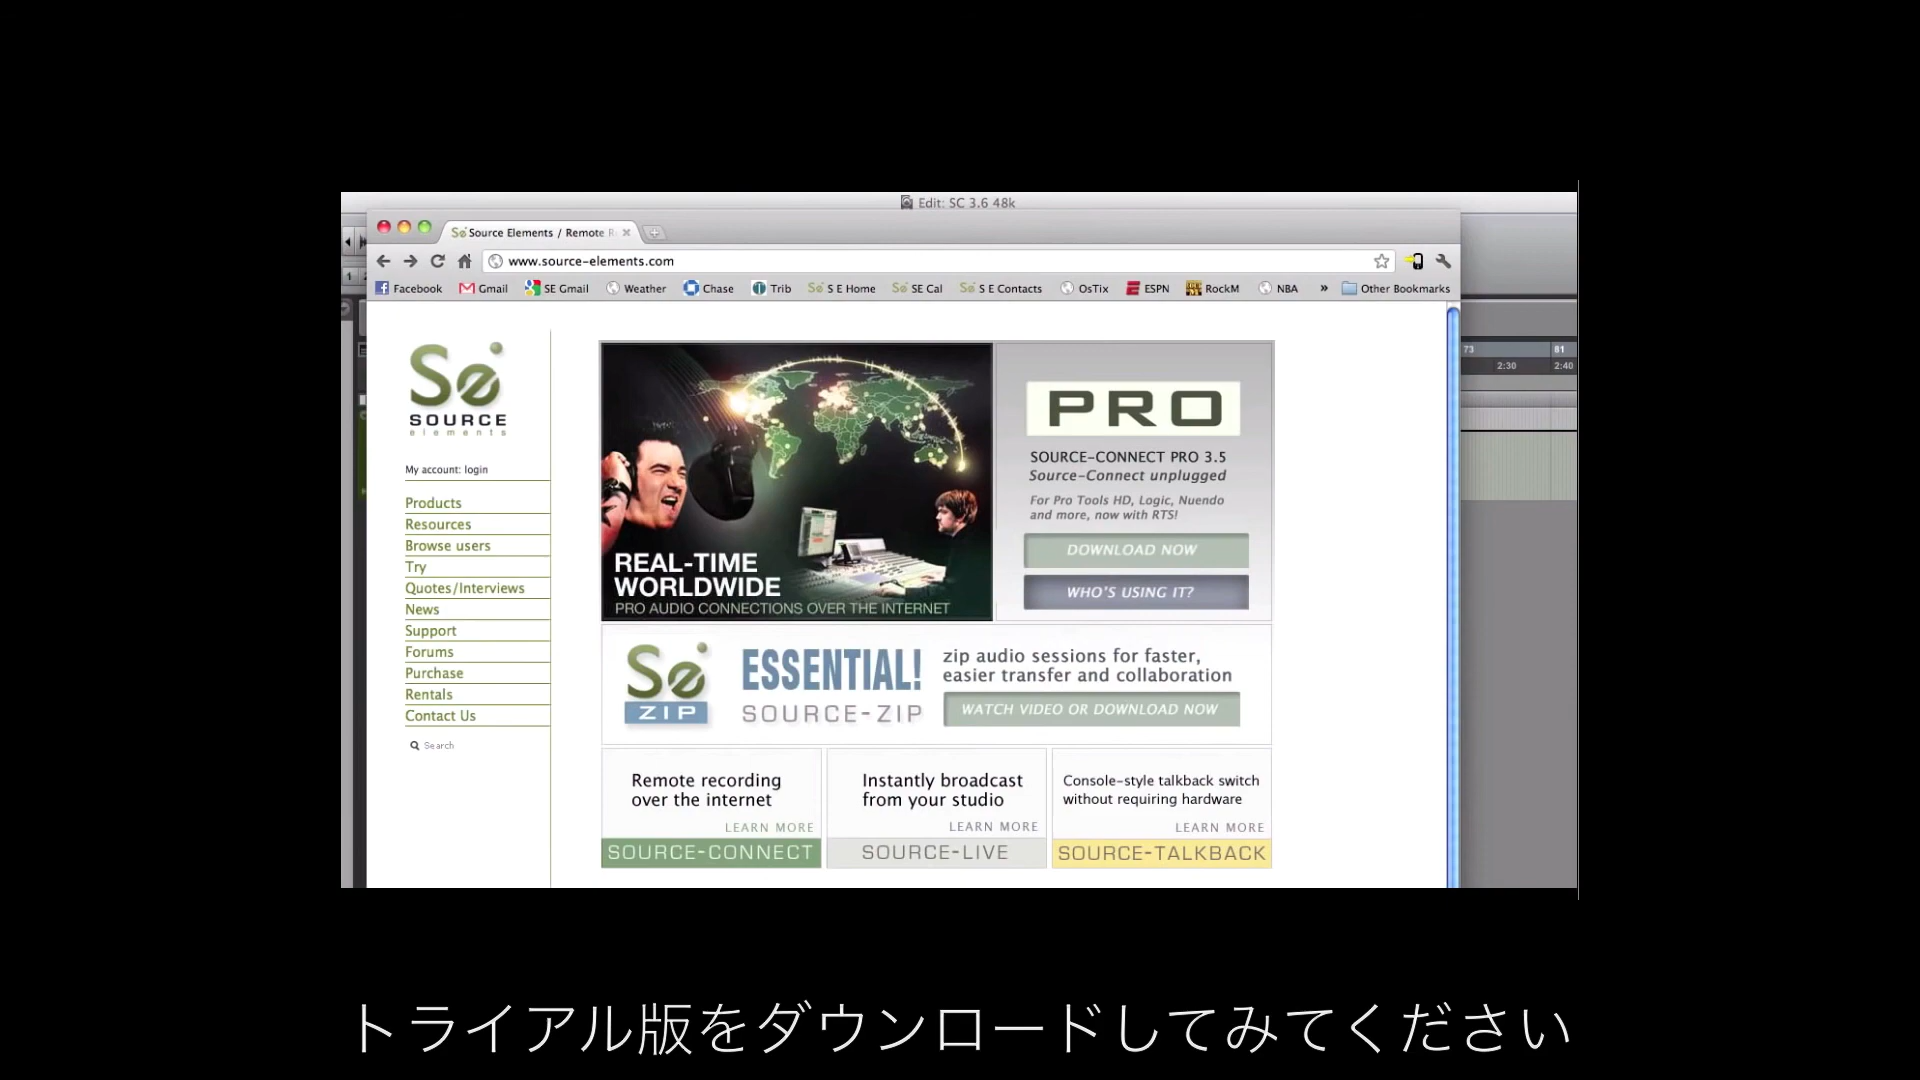 Edit: SC 3.6 48k
Source Elements / Remote R
www.source-elements.com
Facebook Gmail SE Gmail Weather Chase Trib S E Home SE Cal S E Contacts OsTix ESPN RockM NBA » Other Bookmarks
73 81
2:30 2:40
Se
SOURCE
elements
My account: login
Products
Resources
Browse users
Try
Quotes/Interviews
News
Support
Forums
Purchase
Rentals
Contact Us
Search
REAL-TIME
WORLDWIDE
PRO AUDIO CONNECTIONS OVER THE INTERNET
PRO
SOURCE-CONNECT PRO 3.5
Source-Connect unplugged
For Pro Tools HD, Logic, Nuendo
and more, now with RTS!
DOWNLOAD NOW
WHO'S USING IT?
Se
ZIP
ESSENTIAL!
SOURCE-ZIP
zip audio sessions for faster,
easier transfer and collaboration
WATCH VIDEO OR DOWNLOAD NOW
Remote recording
over the internet
LEARN MORE
SOURCE-CONNECT
Instantly broadcast
from your studio
LEARN MORE
SOURCE-LIVE
Console-style talkback switch
without requiring hardware
LEARN MORE
SOURCE-TALKBACK
トライアル版をダウンロードしてみてください